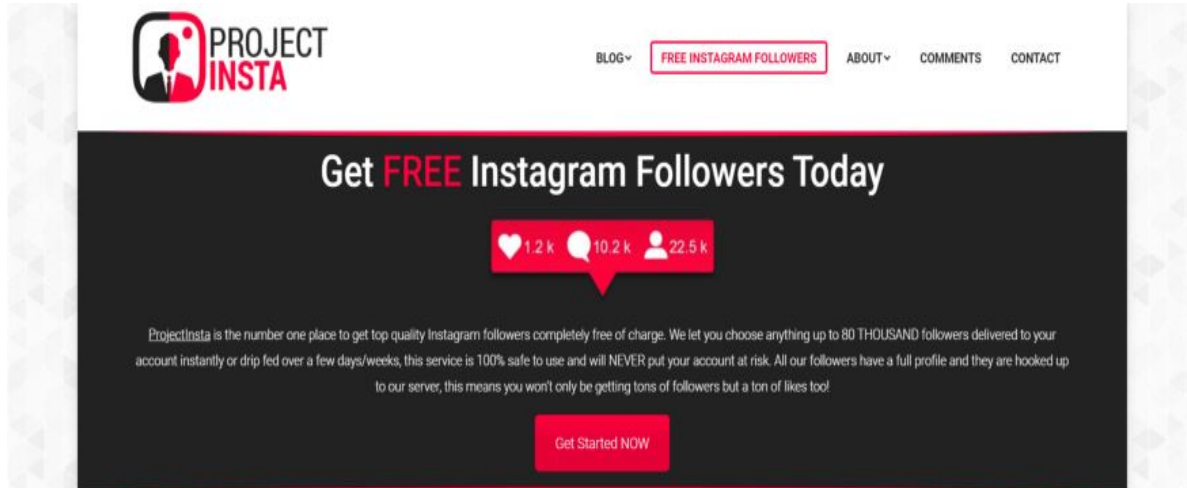 PROJECT
INSTA
BLOG
FREE INSTAGRAM FOLLOWERS
ABOUT
COMMENTS
CONTACT
Get FREE Instagram Followers Today
1.2 k 10.2 k 22.5 k
ProjectInsta is the number one place to get top quality Instagram followers completely free of charge. We let you choose anything up to 80 THOUSAND followers delivered to your
account instantly or drip fed over a few days/weeks, this service is 100% safe to use and will NEVER put your account at risk. All our followers have a full profile and they are hooked up
to our server, this means you won't only be getting tons of followers but a ton of likes too!
Get Started NOW